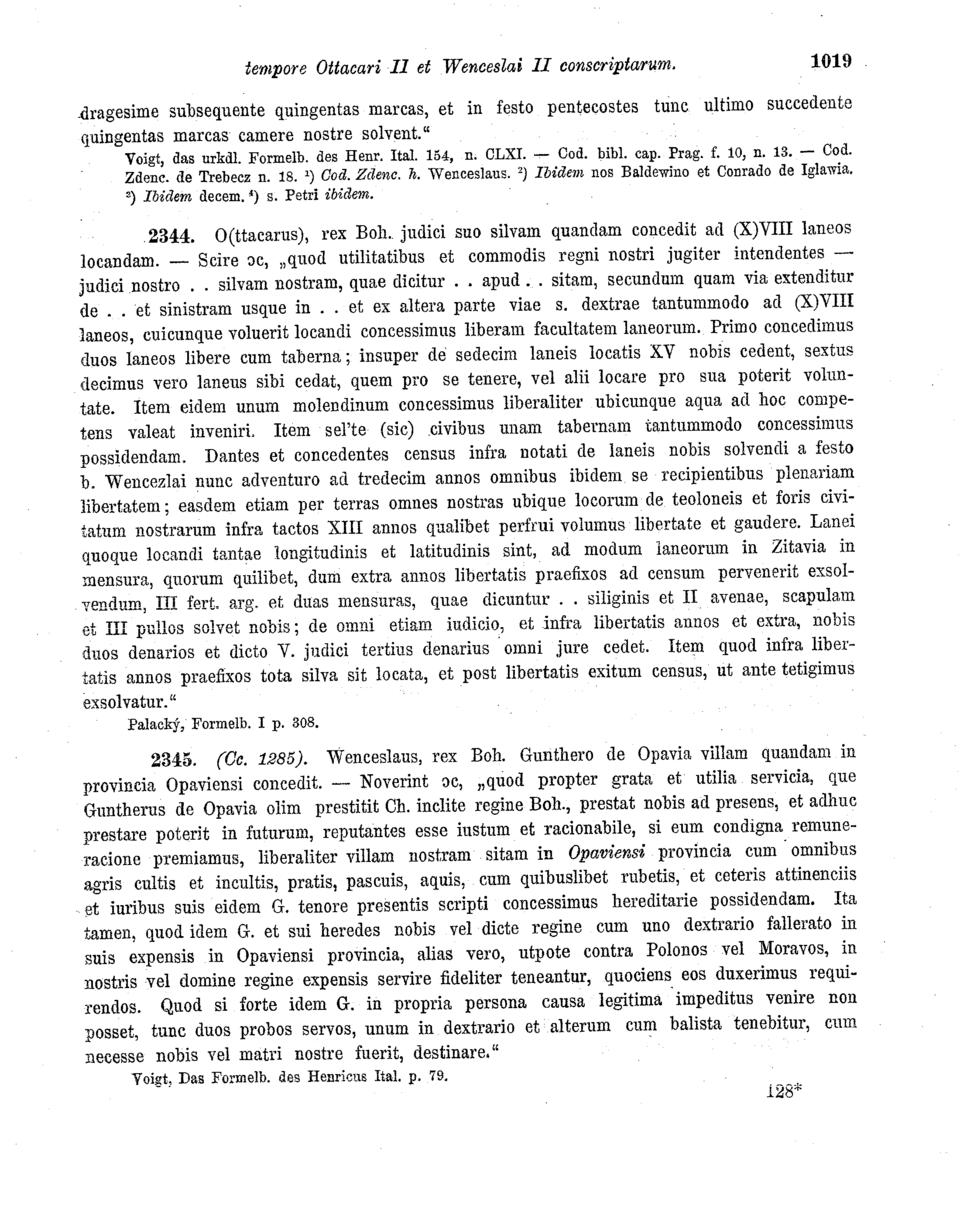 tempore Ottacari II et Wenceslai II conscriptarum. 1019
dragesime subsequente quingentas marcas, et in festo pentecostes tunc ultimo succedente
quingentas marcas camere nostre solvent.“
Voigt, das urkdl. Formelb. des Henr. Ital. 154, n. CLXI. — Cod. bibl. cap. Prag. f. 10, n. 13. — Cod.
Zdenc. de Trebecz n. 18. ¹) Cod. Zdenc. h. Wenceslaus. ²) Ibidem nos Baldewino et Conrado de Iglawia.
³) Ibidem decem. ⁴) s. Petri ibidem.
2344. O(ttacarus), rex Boh. judici suo silvam quandam concedit ad (X)VIII laneos
locandam. — Scire ɔc, „quod utilitatibus et commodis regni nostri jugiter intendentes —
judici nostro . . silvam nostram, quae dicitur . . apud . . sitam, secundum quam via extenditur
de . . et sinistram usque in . . et ex altera parte viae s. dextrae tantummodo ad (X)VIII
laneos, cuicunque voluerit locandi concessimus liberam facultatem laneorum. Primo concedimus
duos laneos libere cum taberna; insuper de sedecim laneis locatis XV nobis cedent, sextus
decimus vero laneus sibi cedat, quem pro se tenere, vel alii locare pro sua poterit volun-
tate. Item eidem unum molendinum concessimus liberaliter ubicunque aqua ad hoc compe-
tens valeat inveniri. Item sel’te (sic) civibus unam tabernam tantummodo concessimus
possidendam. Dantes et concedentes census infra notati de laneis nobis solvendi a festo
b. Wencezlai nunc adventuro ad tredecim annos omnibus ibidem se recipientibus plenariam
libertatem; easdem etiam per terras omnes nostras ubique locorum de teoloneis et foris civi-
tatum nostrarum infra tactos XIII annos qualibet perfrui volumus libertate et gaudere. Lanei
quoque locandi tantae longitudinis et latitudinis sint, ad modum laneorum in Zitavia in
mensura, quorum quilibet, dum extra annos libertatis praefixos ad censum pervenerit exsol-
vendum, III fert. arg. et duas mensuras, quae dicuntur . . siliginis et II avenae, scapulam
et III pullos solvet nobis; de omni etiam iudicio, et infra libertatis annos et extra, nobis
duos denarios et dicto V. judici tertius denarius omni jure cedet. Item quod infra liber-
tatis annos praefixos tota silva sit locata, et post libertatis exitum census, ut ante tetigimus
exsolvatur.“
Palacký, Formelb. I p. 308.
2345. (Cc. 1285). Wenceslaus, rex Boh. Gunthero de Opavia villam quandam in
provincia Opaviensi concedit. — Noverint ɔc, „quod propter grata et utilia servicia, que
Guntherus de Opavia olim prestitit Ch. inclite regine Boh., prestat nobis ad presens, et adhuc
prestare poterit in futurum, reputantes esse iustum et racionabile, si eum condigna remune-
racione premiamus, liberaliter villam nostram sitam in Opaviensi provincia cum omnibus
agris cultis et incultis, pratis, pascuis, aquis, cum quibuslibet rubetis, et ceteris attinenciis
et iuribus suis eidem G. tenore presentis scripti concessimus hereditarie possidendam. Ita
tamen, quod idem G. et sui heredes nobis vel dicte regine cum uno dextrario fallerato in
suis expensis in Opaviensi provincia, alias vero, utpote contra Polonos vel Moravos, in
nostris vel domine regine expensis servire fideliter teneantur, quociens eos duxerimus requi-
rendos. Quod si forte idem G. in propria persona causa legitima impeditus venire non
posset, tunc duos probos servos, unum in dextrario et alterum cum balista tenebitur, cum
necesse nobis vel matri nostre fuerit, destinare.“
Voigt, Das Formelb. des Henricus Ital. p. 79.
128*